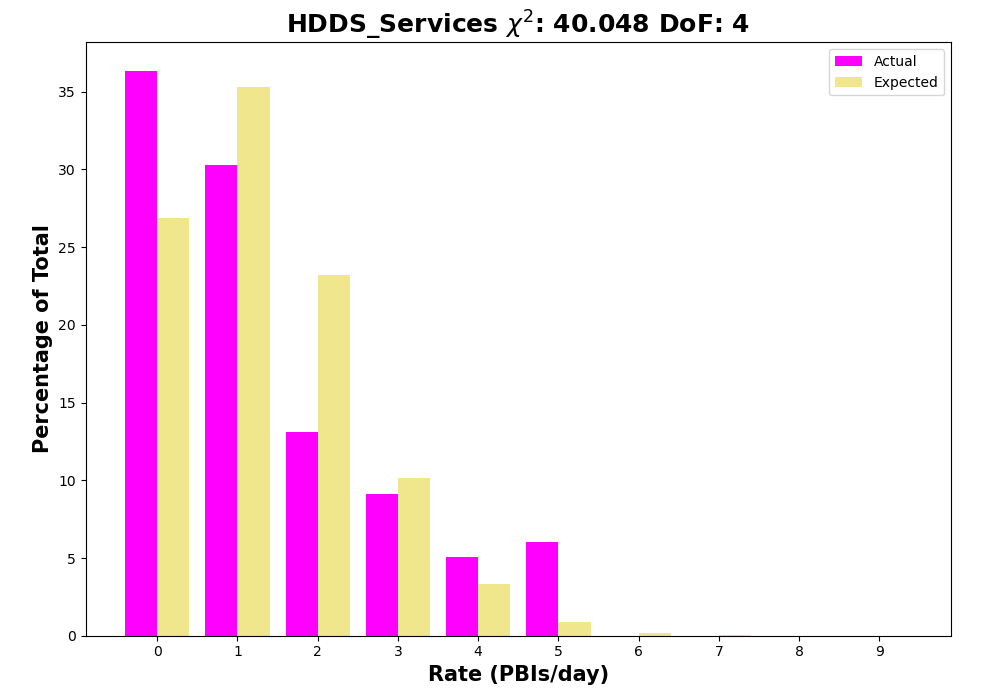 HDDS_Services χ²: 40.048 DoF: 4
Actual
Expected
Percentage of Total
35
30
25
20
15
10
5
0
0 1 2 3 4 5 6 7 8 9
Rate (PBIs/day)